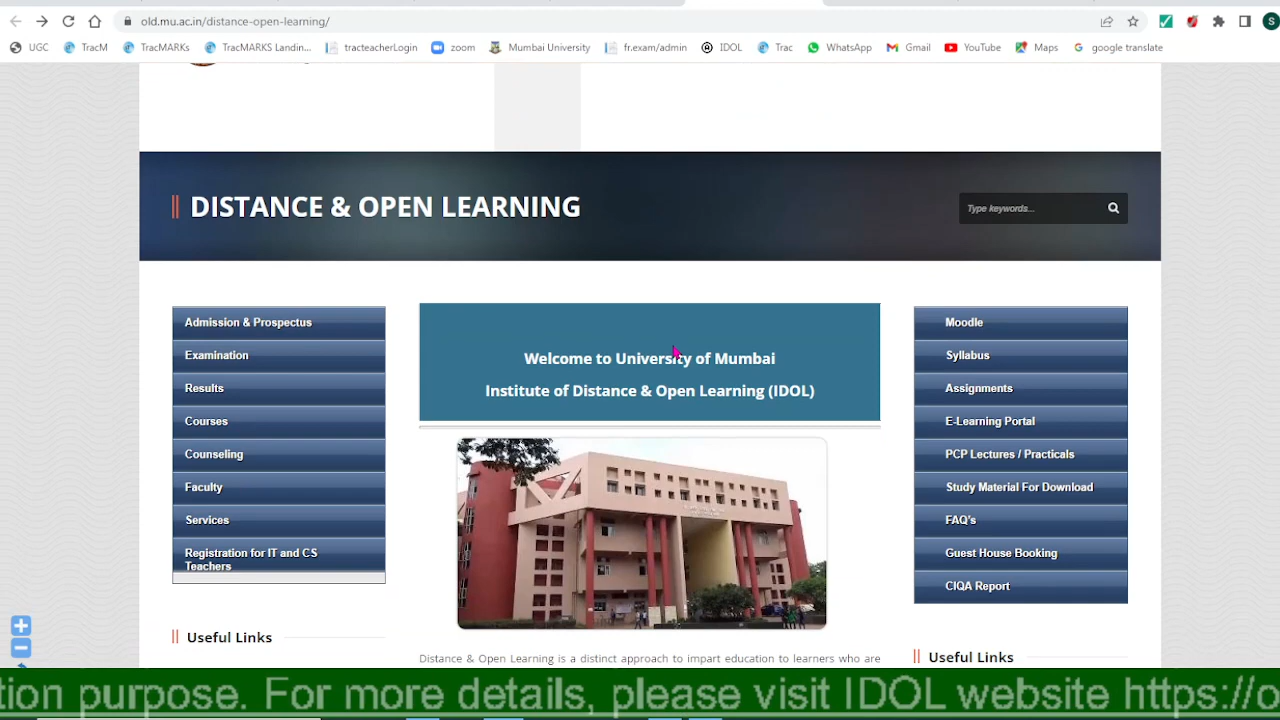 old.mu.ac.in/distance-open-learning/
S
UGC TracM TracMARKs TracMARKS Landin... tracteacherLogin zoom Mumbai University fr.exam/admin IDOL Trac WhatsApp Gmail YouTube Maps google translate
DISTANCE & OPEN LEARNING
Type keywords...
Admission & Prospectus
Examination
Results
Courses
Counseling
Faculty
Services
Registration for IT and CS
Teachers
Useful Links
Welcome to University of Mumbai
Institute of Distance & Open Learning (IDOL)
Distance & Open Learning is a distinct approach to impart education to learners who are
Moodle
Syllabus
Assignments
E-Learning Portal
PCP Lectures / Practicals
Study Material For Download
FAQ's
Guest House Booking
CIQA Report
Useful Links
tion purpose. For more details, please visit IDOL website https://o